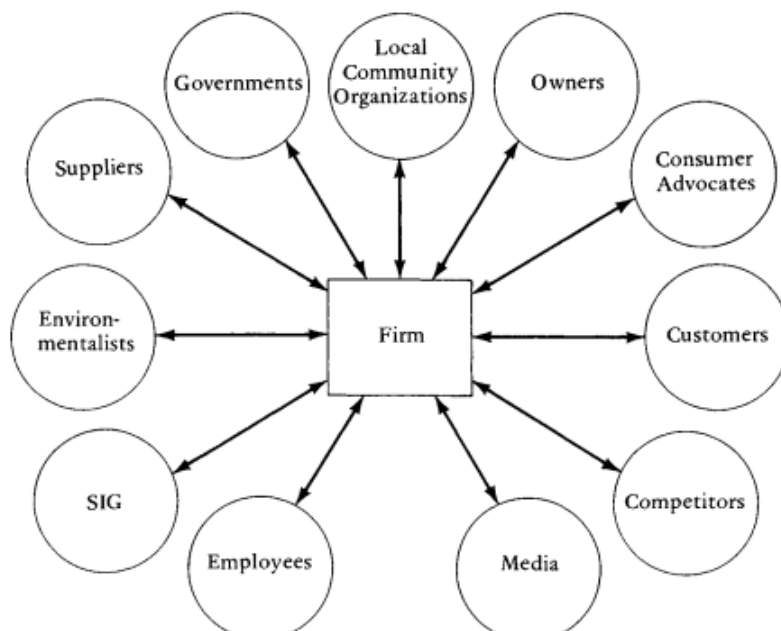 Governments
Local
Community
Organizations
Owners
Suppliers
Consumer
Advocates
Environ-
mentalists
Firm
Customers
SIG
Competitors
Employees
Media